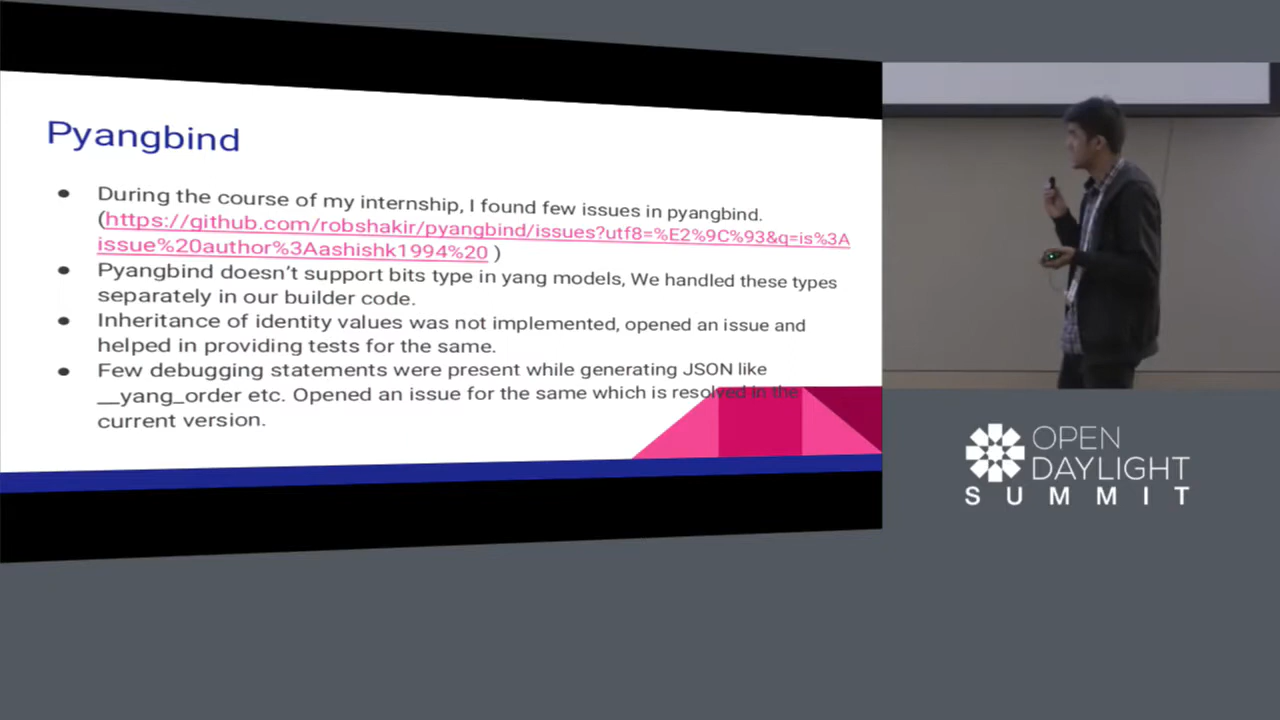 Pyangbind
● During the course of my internship, I found few issues in pyangbind.
(https://github.com/robshakir/pyangbind/issues?utf8=%E2%9C%93&q=is%3A
issue%20author%3Aashishk1994%20 )
● Pyangbind doesn't support bits type in yang models, We handled these types
separately in our builder code.
● Inheritance of identity values was not implemented, opened an issue and
helped in providing tests for the same.
● Few debugging statements were present while generating JSON like
__yang_order etc. Opened an issue for the same which is resolved in the
current version.
OPEN
DAYLIGHT
SUMMIT